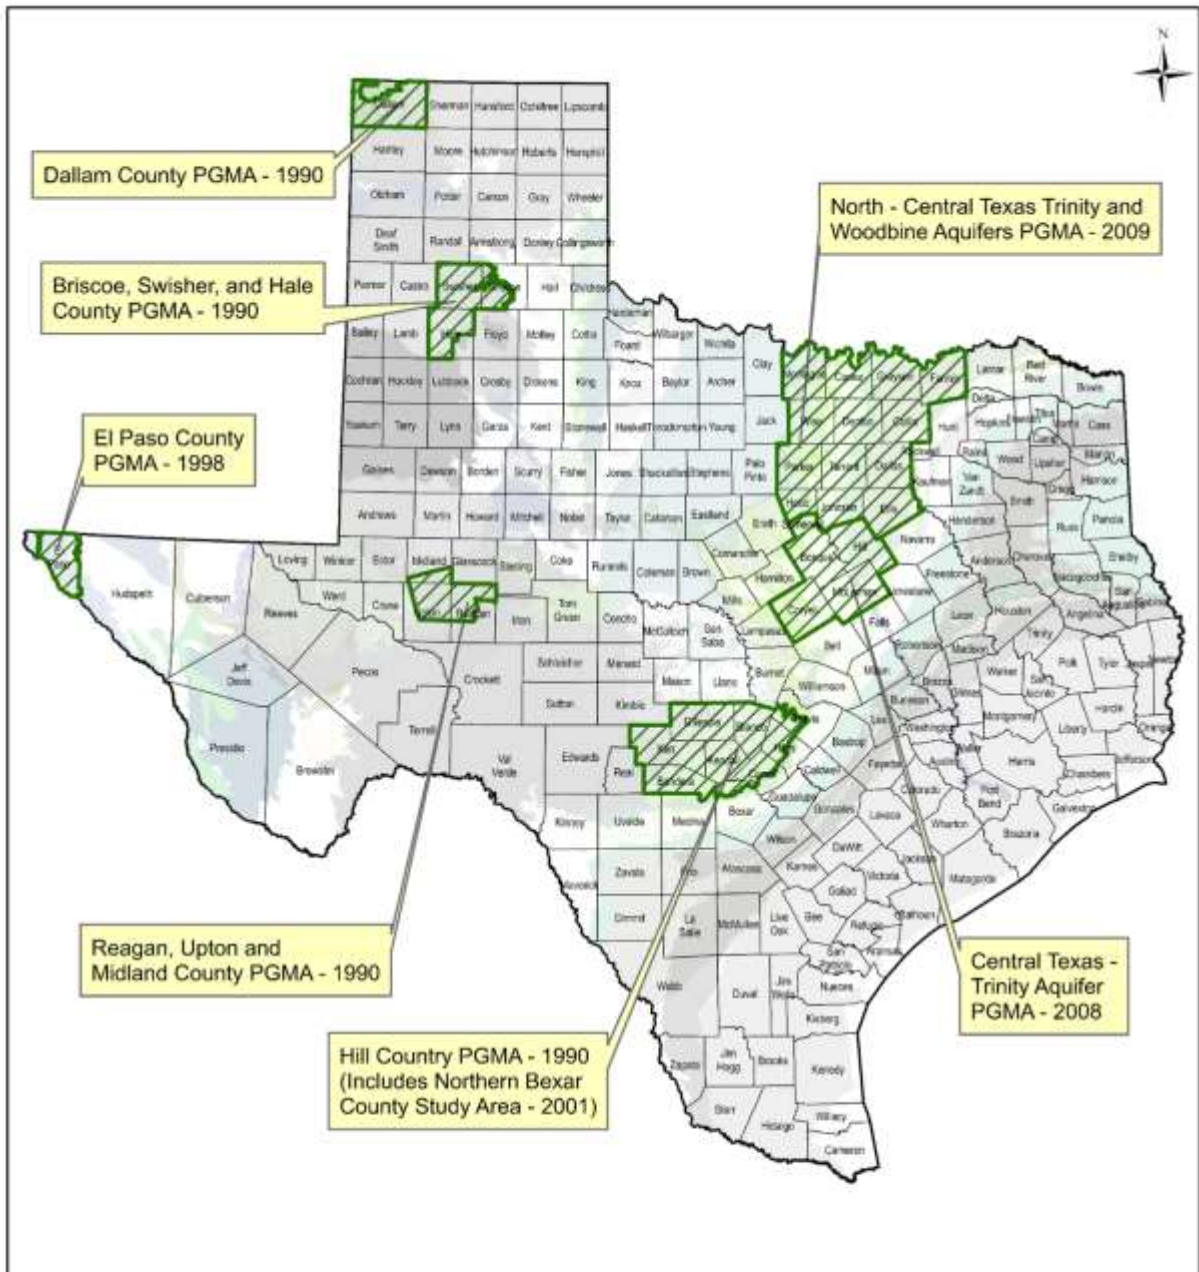 N
Dallam County PGMA - 1990
North - Central Texas Trinity and
Woodbine Aquifers PGMA - 2009
Briscoe, Swisher, and Hale
County PGMA - 1990
El Paso County
PGMA - 1998
Reagan, Upton and
Midland County PGMA - 1990
Hill Country PGMA - 1990
(Includes Northern Bexar
County Study Area - 2001)
Central Texas -
Trinity Aquifer
PGMA - 2008
Sherman Hansford Ochiltree Lipscomb
Hartley Moore Hutchinson Roberts Hemphill
Oldham Potter Carson Gray Wheeler
Deaf
Smith Randall Armstrong Donley Collingsworth
Parmer Castro Hall Childress
Hardeman
Bailey Lamb Floyd Motley Cottle Foard Wilbarger Wichita Clay
Cochran Hockley Lubbock Crosby Dickens King Knox Baylor Archer
Montague Cooke Grayson Fannin Lamar Red
River Bowie
Yoakum Terry Lynn Garza Kent Stonewall Haskell Throckmorton Young Jack
Wise Denton Collin Hunt Delta Hopkins Cass
Gaines Dawson Borden Scurry Fisher Jones Shackelford Stephens Palo
Pinto
Parker Tarrant Dallas Kaufman Van
Zandt Rains Wood Upshur Marion Harrison Gregg
Andrews Martin Howard Mitchell Nolan Taylor Callahan Eastland
Hood Johnson Ellis Henderson Smith Rusk Panola
Loving Winkler Ector Midland Glasscock Sterling Coke Runnels Coleman Brown Comanche
Erath Bosque Hill Navarro Freestone Anderson Cherokee Shelby
Hudspeth Culberson Reeves Ward Crane Irion Tom
Green Concho McCulloch San
Saba Mills Hamilton
Lampasas Coryell Falls Leon Houston Angelina
Jeff
Davis Pecos Crockett Schleicher Menard Mason Llano Burnet Bell Milam Robertson Madison Trinity
Presidio Brewster Terrell Val
Verde Sutton Kimble Williamson Burleson Brazos Grimes Walker San
Jacinto Polk Tyler
Edwards Real Kerr Gillespie Bastrop Lee Washington Montgomery Liberty Hardin Orange
Kinney Uvalde Medina Bexar Caldwell Guadalupe Fayette Austin Waller Harris Chambers Jefferson
Gonzales Lavaca Colorado Fort
Bend Galveston
Maverick Zavala Frio Atascosa Wilson Karnes DeWitt Jackson Wharton Brazoria
Dimmit La
Salle McMullen Live
Oak Bee Goliad Victoria Calhoun Matagorda
Refugio Aransas
San
Patricio
Webb Duval Jim
Wells Nueces
Kleberg
Zapata Jim
Hogg Brooks Kenedy
Starr Hidalgo Willacy
Cameron